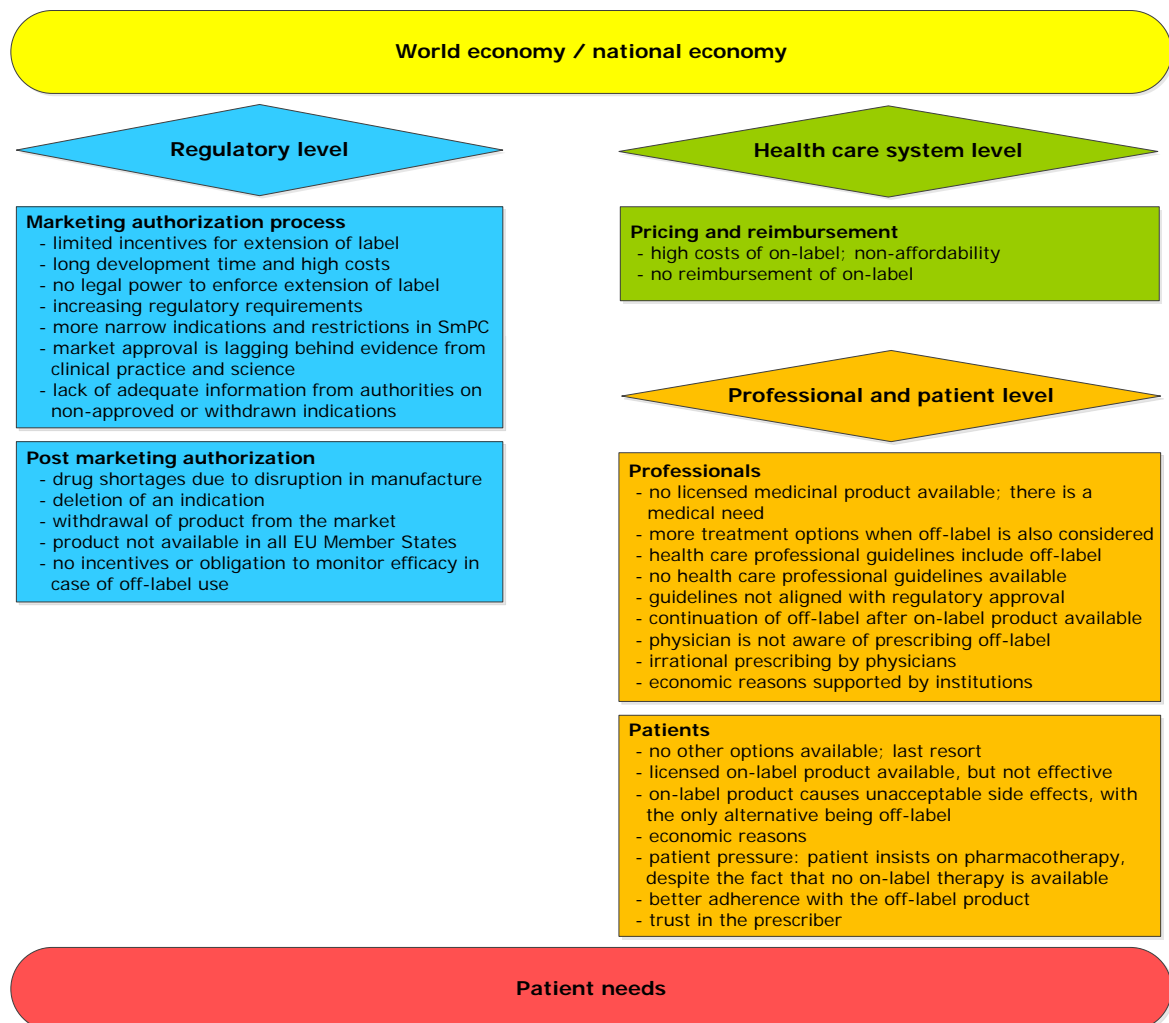 World economy / national economy
Regulatory level
Marketing authorization process
- limited incentives for extension of label
- long development time and high costs
- no legal power to enforce extension of label
- increasing regulatory requirements
- more narrow indications and restrictions in SmPC
- market approval is lagging behind evidence from
clinical practice and science
- lack of adequate information from authorities on
non-approved or withdrawn indications
Post marketing authorization
- drug shortages due to disruption in manufacture
- deletion of an indication
- withdrawal of product from the market
- product not available in all EU Member States
- no incentives or obligation to monitor efficacy in
case of off-label use
Health care system level
Pricing and reimbursement
- high costs of on-label; non-affordability
- no reimbursement of on-label
Professional and patient level
Professionals
- no licensed medicinal product available; there is a
medical need
- more treatment options when off-label is also considered
- health care professional guidelines include off-label
- no health care professional guidelines available
- guidelines not aligned with regulatory approval
- continuation of off-label after on-label product available
- physician is not aware of prescribing off-label
- irrational prescribing by physicians
- economic reasons supported by institutions
Patients
- no other options available; last resort
- licensed on-label product available, but not effective
- on-label product causes unacceptable side effects, with
the only alternative being off-label
- economic reasons
- patient pressure: patient insists on pharmacotherapy,
despite the fact that no on-label therapy is available
- better adherence with the off-label product
- trust in the prescriber
Patient needs